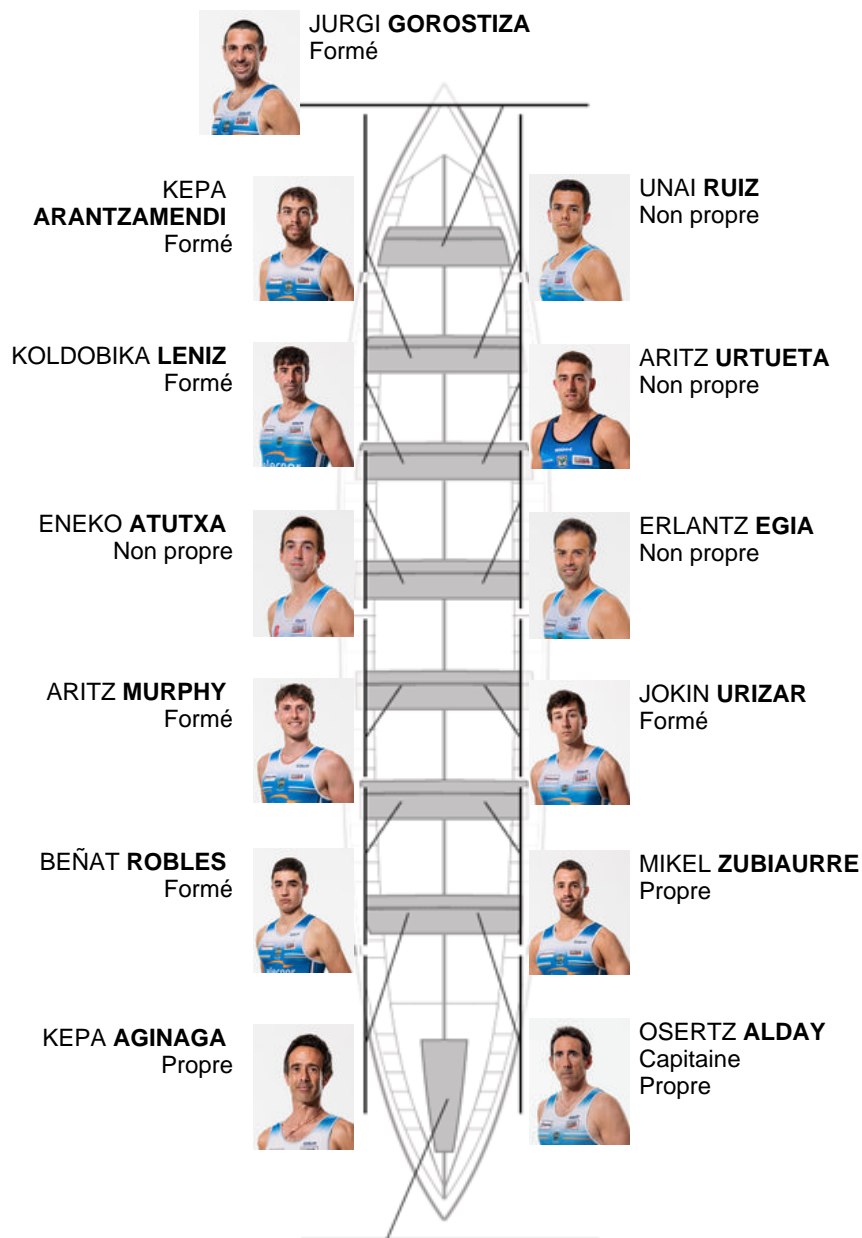 JURGI GOROSTIZA
Formé
KEPA
ARANTZAMENDI
Formé
UNAI RUIZ
Non propre
KOLDOBIKA LENIZ
Formé
ARITZ URTUETA
Non propre
ENEKO ATUTXA
Non propre
ERLANTZ EGIA
Non propre
ARITZ MURPHY
Formé
JOKIN URIZAR
Formé
BEÑAT ROBLES
Formé
MIKEL ZUBIAURRE
Propre
KEPA AGINAGA
Propre
OSERTZ ALDAY
Capitaine
Propre